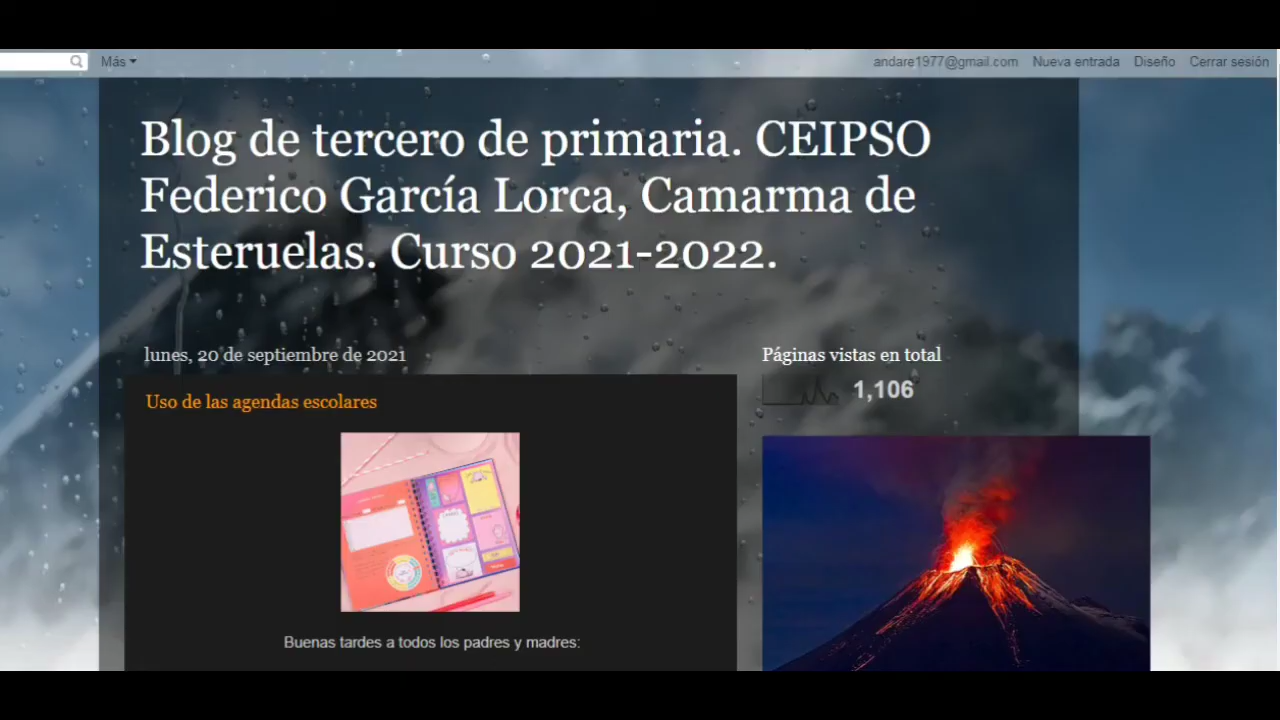 Más
andare1977@gmail.com Nueva entrada Diseño Cerrar sesión
Blog de tercero de primaria. CEIPSO
Federico García Lorca, Camarma de
Esteruelas. Curso 2021-2022.
lunes, 20 de septiembre de 2021
Páginas vistas en total
1,106
Uso de las agendas escolares
Buenas tardes a todos los padres y madres: